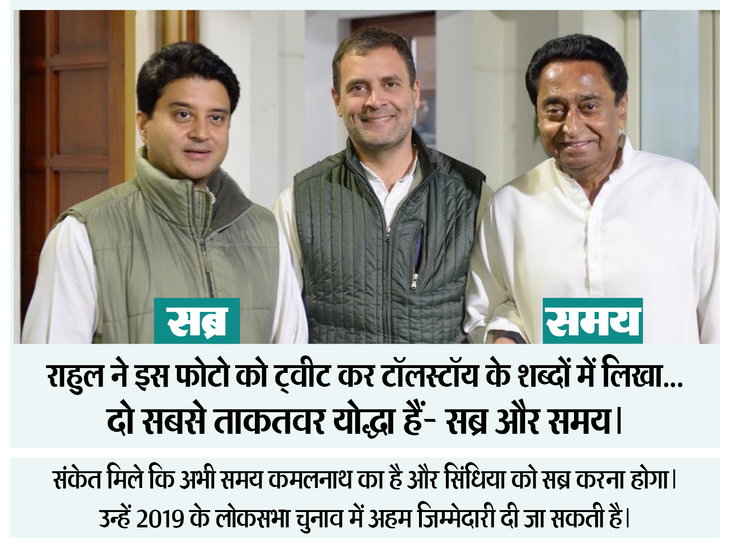 सब्र
समय
राहुल ने इस फोटो को ट्वीट कर टॉलस्टॉय के शब्दों में लिखा...
दो सबसे ताकतवर योद्धा हैं- सब्र और समय।
संकेत मिले कि अभी समय कमलनाथ का है और सिंधिया को सब्र करना होगा।
उन्हें 2019 के लोकसभा चुनाव में अहम जिम्मेदारी दी जा सकती है।